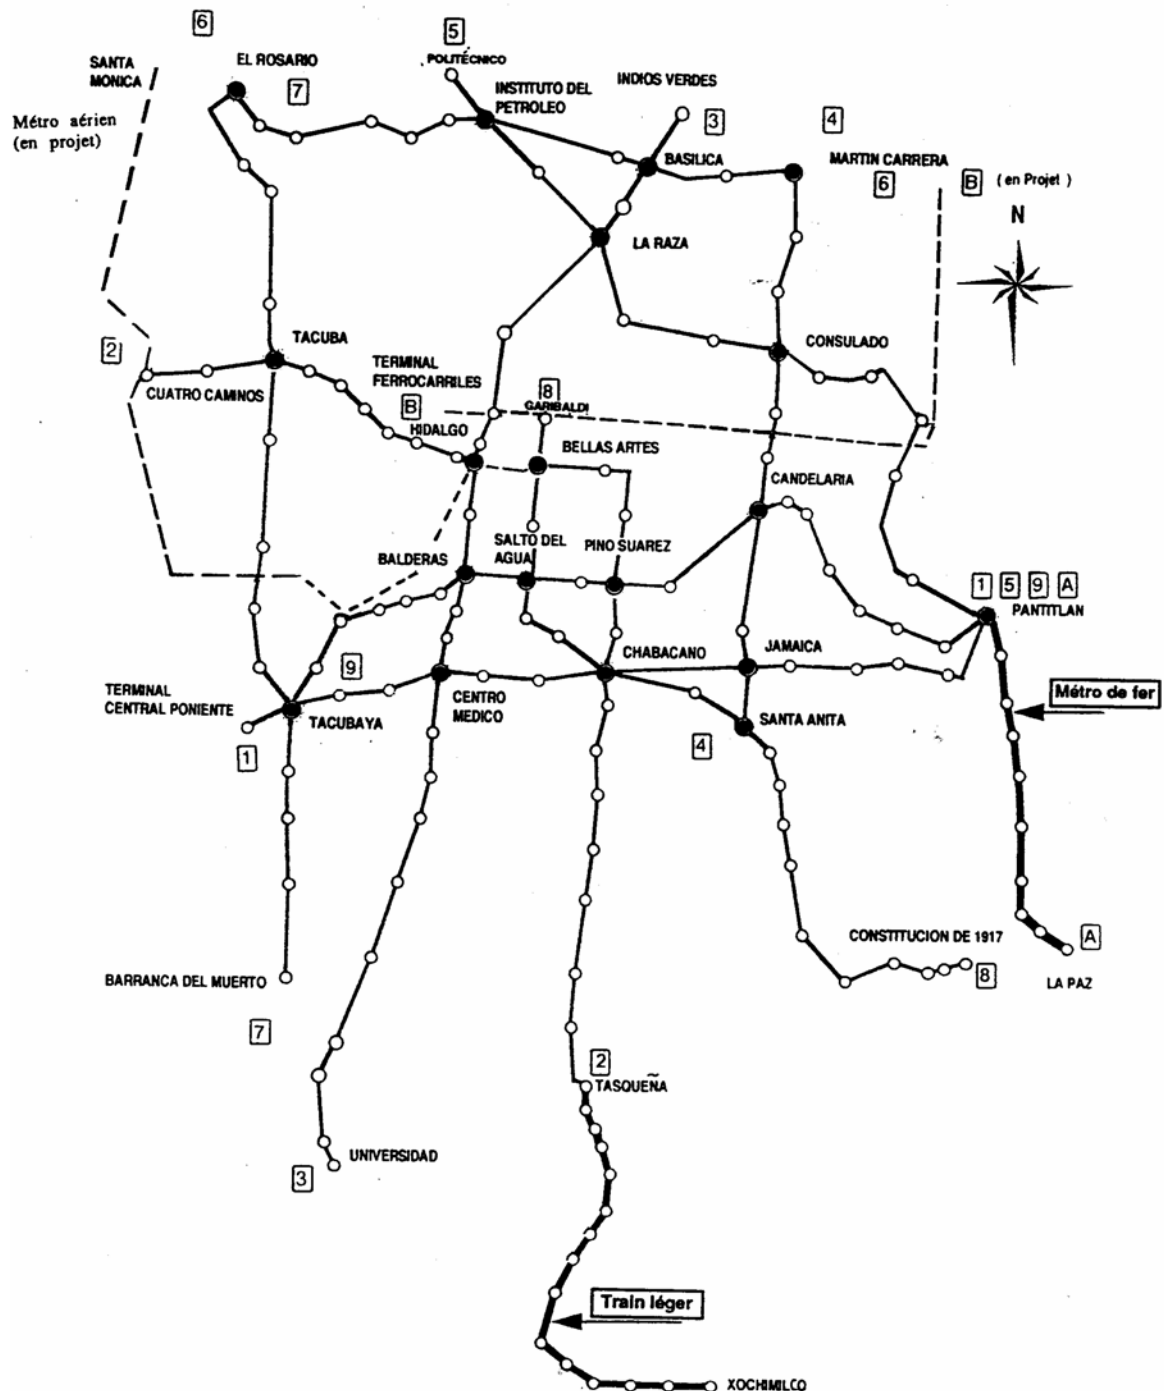 6
5
SANTA
MONICA
EL ROSARIO
POLITÉCNICO
7
INSTITUTO DEL
PETROLEO
INDIOS VERDES
3
4
Métro aérien
(en projet)
BASILICA
MARTIN CARRERA
6
B
( en Projet )
N
LA RAZA
2
TACUBA
CONSULADO
CUATRO CAMINOS
TERMINAL
FERROCARRILES
B
8
GARIBALDI
HIDALGO
BELLAS ARTES
CANDELARIA
BALDERAS
SALTO DEL
AGUA
PINO SUAREZ
1 5 9 A
PANTITLAN
9
CHABACANO
JAMAICA
TERMINAL
CENTRAL PONIENTE
TACUBAYA
CENTRO
MEDICO
SANTA ANITA
Métro de fer
1
4
BARRANCA DEL MUERTO
CONSTITUCION DE 1917
8
A
LA PAZ
7
2
TASQUEÑA
UNIVERSIDAD
3
Train léger
XOCHIMILCO